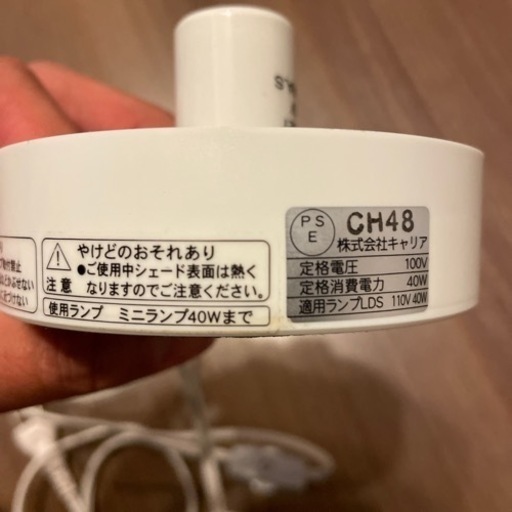 ⚠ やけどのおそれあり
注意 ●ご使用中シェード表面は熱く
なりますのでご注意ください。
使用ランプ ミニランプ40Wまで
PSE
CH48
株式会社キャリア
定格電圧 100V
定格消費電力 40W
適用ランプLDS 110V 40W